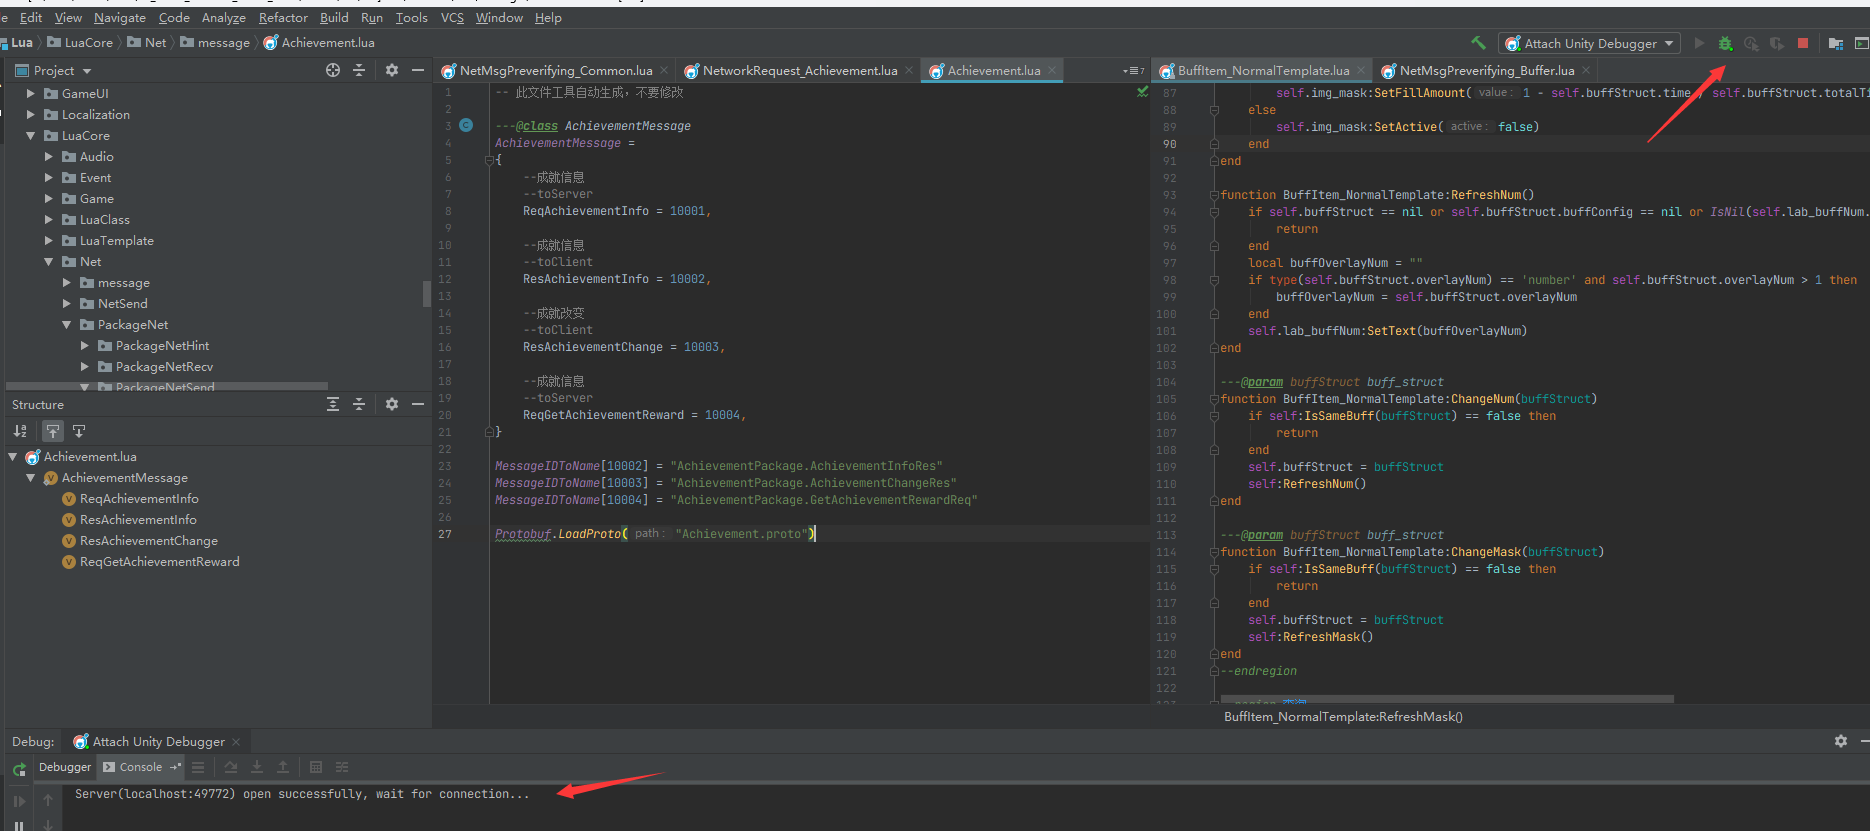 Edit View Navigate Code Analyze Refactor Build Run Tools VCS Window Help
Lua LuaCore Net message Achievement.lua
Attach Unity Debugger
Project
GameUI
Localization
LuaCore
Audio
Event
Game
LuaClass
LuaTemplate
Net
message
NetSend
PackageNet
PackageNetHint
PackageNetRecv
PackageNetSend
Structure
Achievement.lua
AchievementMessage
ReqAchievementInfo
ResAchievementInfo
ResAchievementChange
ReqGetAchievementReward
NetMsgPreverifying_Common.lua NetworkRequest_Achievement.lua Achievement.lua
1 -- 此文件工具自动生成，不要修改
2
3 ---@class AchievementMessage
4 AchievementMessage =
5 {
6 --成就信息
7 --toServer
8 ReqAchievementInfo = 10001,
9
10 --成就信息
11 --toClient
12 ResAchievementInfo = 10002,
13
14 --成就改变
15 --toClient
16 ResAchievementChange = 10003,
17
18 --成就信息
19 --toServer
20 ReqGetAchievementReward = 10004,
21 }
22
23 MessageIDToName[10002] = "AchievementPackage.AchievementInfoRes"
24 MessageIDToName[10003] = "AchievementPackage.AchievementChangeRes"
25 MessageIDToName[10004] = "AchievementPackage.GetAchievementRewardReq"
26
27 Protobuf.LoadProto( path: "Achievement.proto")
BuffItem_NormalTemplate.lua NetMsgPreverifying_Buffer.lua
87 self.img_mask:SetFillAmount( value: 1 - self.buffStruct.time / self.buffStruct.totalTi
88 else
89 self.img_mask:SetActive( active: false)
90 end
91 end
92
93 function BuffItem_NormalTemplate:RefreshNum()
94 if self.buffStruct == nil or self.buffStruct.buffConfig == nil or IsNil(self.lab_buffNum.
95 return
96 end
97 local buffOverlayNum = ""
98 if type(self.buffStruct.overlayNum) == 'number' and self.buffStruct.overlayNum > 1 then
99 buffOverlayNum = self.buffStruct.overlayNum
100 end
101 self.lab_buffNum:SetText(buffOverlayNum)
102 end
103
104 ---@param buffStruct buff_struct
105 function BuffItem_NormalTemplate:ChangeNum(buffStruct)
106 if self:IsSameBuff(buffStruct) == false then
107 return
108 end
109 self.buffStruct = buffStruct
110 self:RefreshNum()
111 end
112
113 ---@param buffStruct buff_struct
114 function BuffItem_NormalTemplate:ChangeMask(buffStruct)
115 if self:IsSameBuff(buffStruct) == false then
116 return
117 end
118 self.buffStruct = buffStruct
119 self:RefreshMask()
120 end
121 --endregion
122
BuffItem_NormalTemplate:RefreshMask()
Debug: Attach Unity Debugger
Debugger Console
Server(localhost:49772) open successfully, wait for connection...